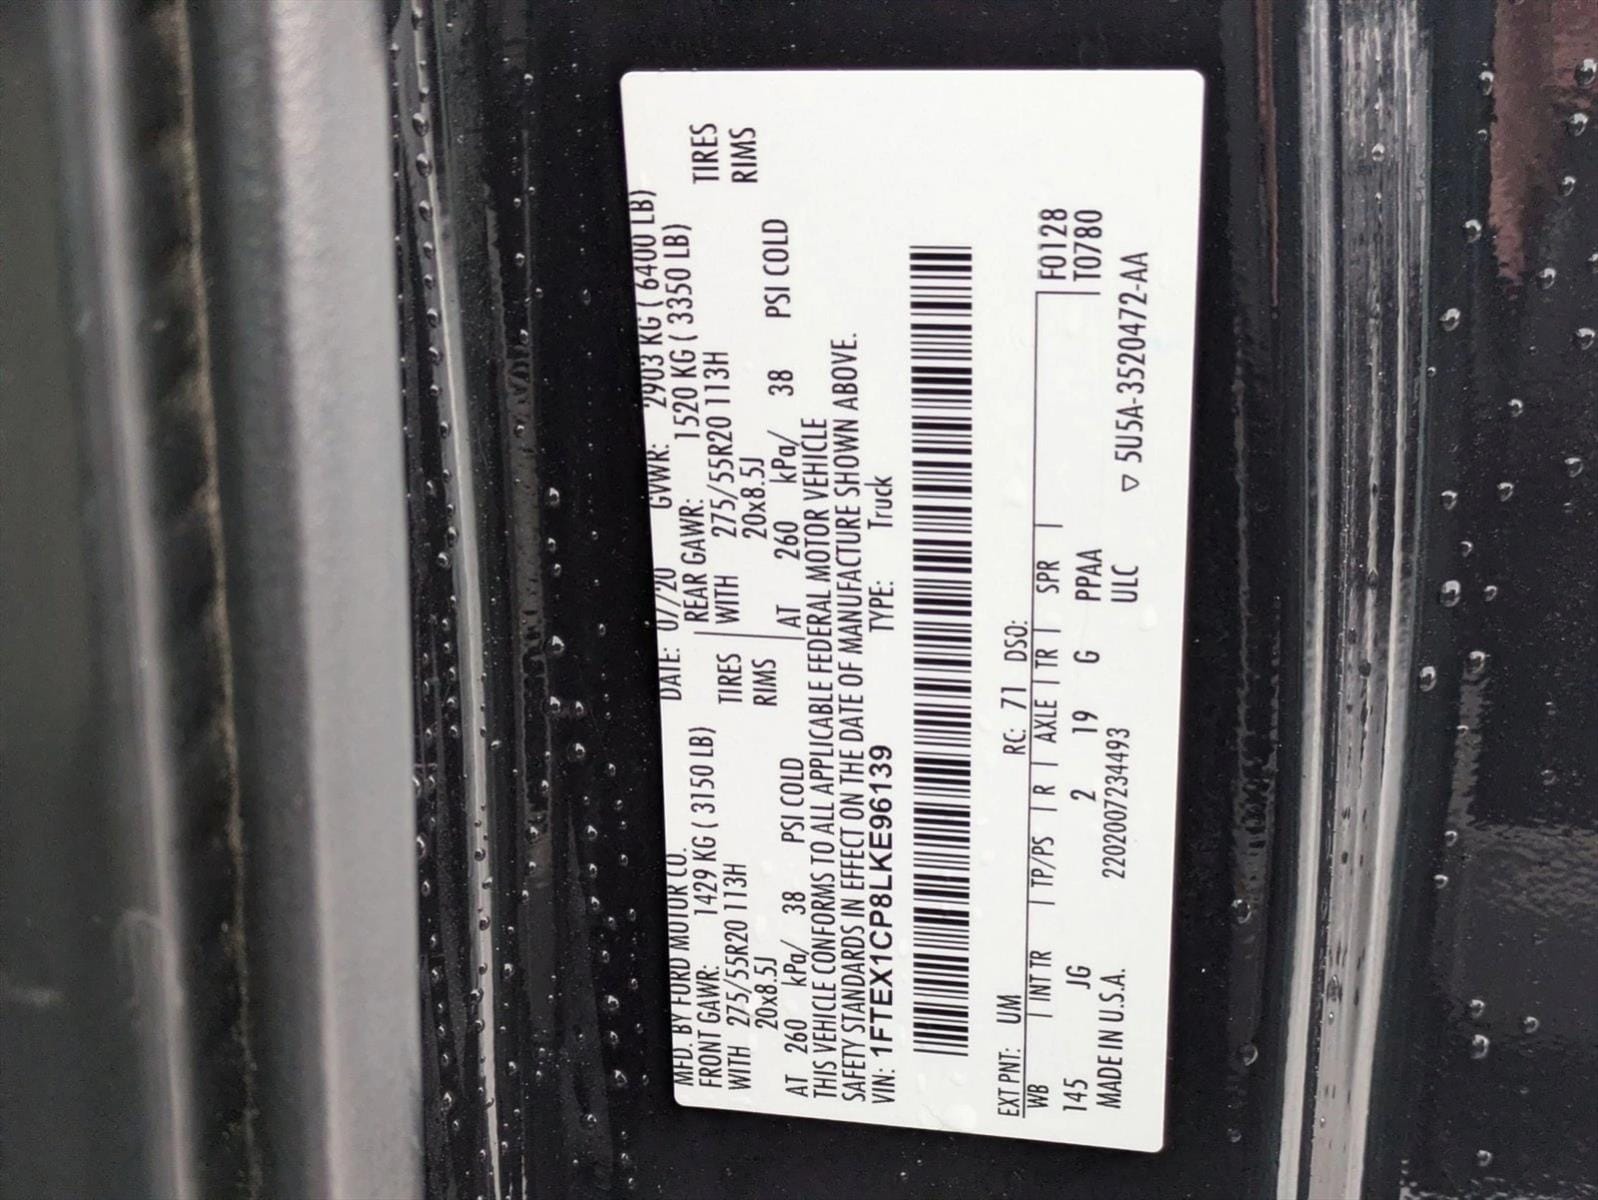 MFD. BY FORD MOTOR CO. DATE: 07/20 GVWR: 2903 KG ( 6400 LB)
FRONT GAWR: 1429 KG ( 3150 LB) REAR GAWR: 1520 KG ( 3350 LB)
WITH 275/55R20 113H TIRES WITH 275/55R20 113H TIRES
20x8.5J RIMS 20x8.5J RIMS
AT 260 kPa/ 38 PSI COLD AT 260 kPa/ 38 PSI COLD
THIS VEHICLE CONFORMS TO ALL APPLICABLE FEDERAL MOTOR VEHICLE
SAFETY STANDARDS IN EFFECT ON THE DATE OF MANUFACTURE SHOWN ABOVE.
VIN: 1FTEX1CP8LKE96139 TYPE: Truck
EXT PNT: UM RC: 71 DSO:
WB | INT TR | TP/PS | R | AXLE | TR | SPR | F0128
145 JG 2 19 G PPAA T0780
MADE IN U.S.A. 2202007234493 ULC ▽ 5U5A-3520472-AA